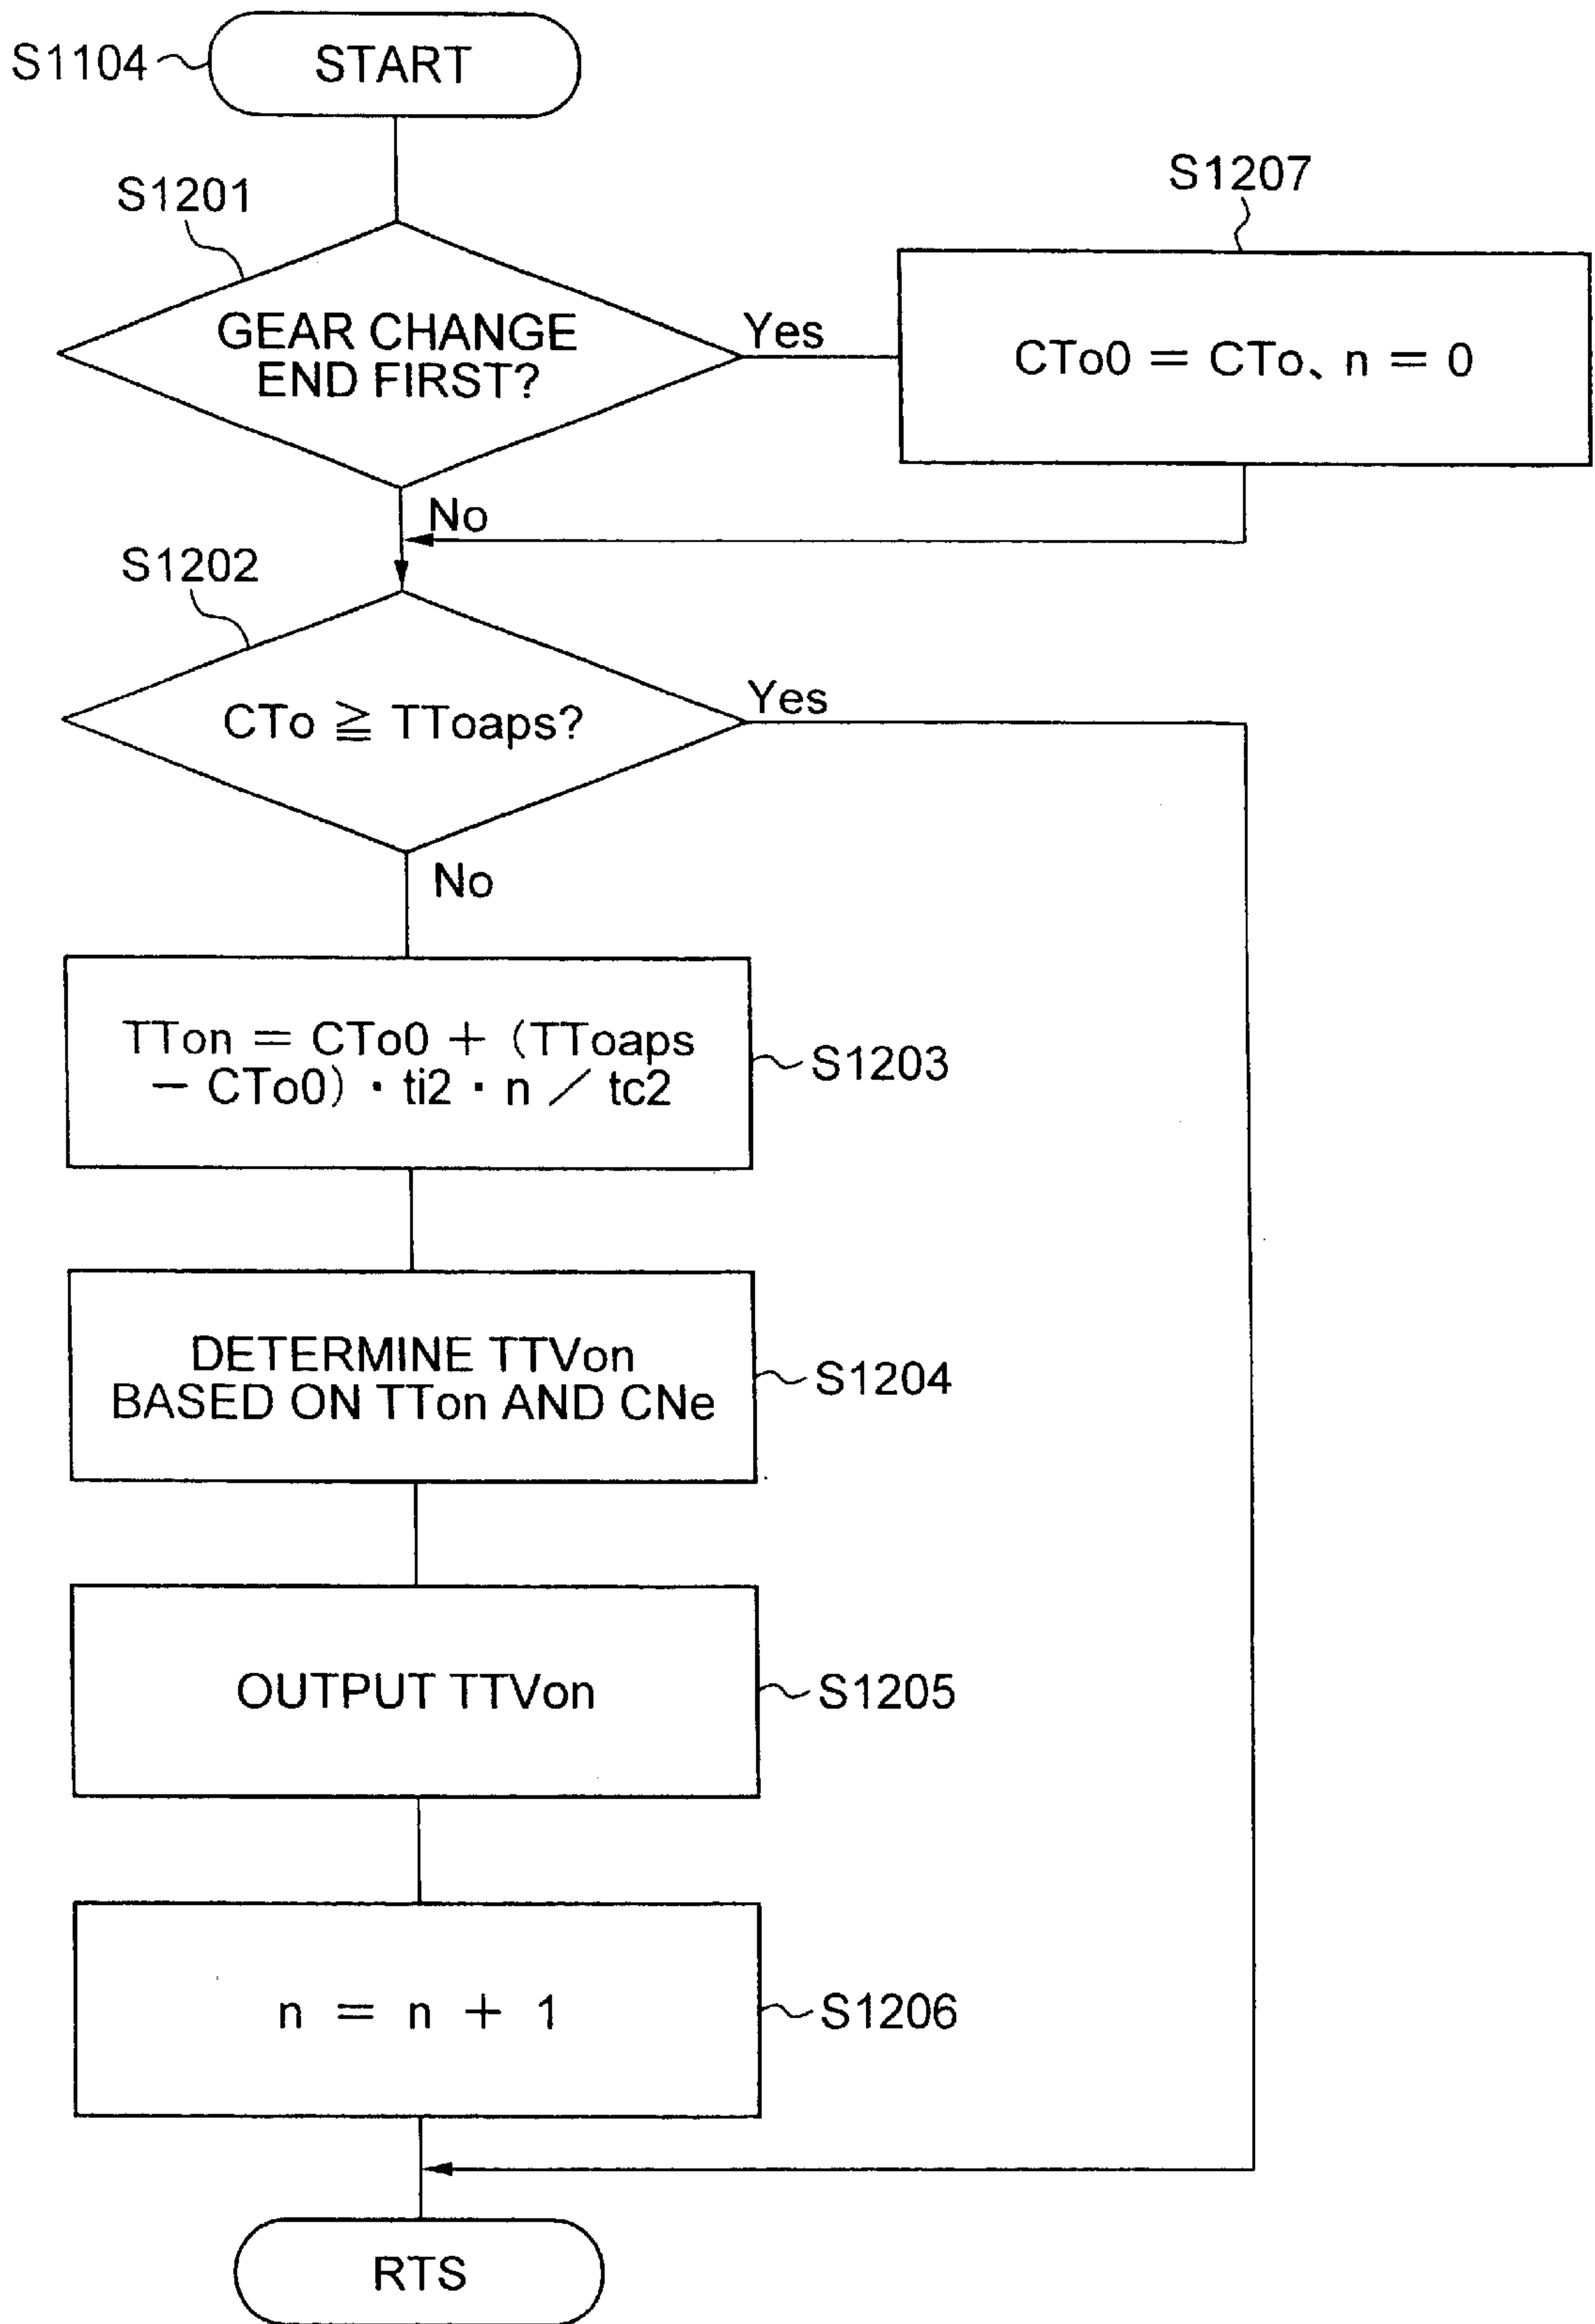 S1104
START
S1201
S1207
GEAR CHANGE
END FIRST?
Yes
CTo0 = CTo、n = 0
No
S1202
CTo ≧ TToaps?
Yes
No
TTon = CTo0 + (TToaps
− CTo0)・ti2・n / tc2
S1203
DETERMINE TTVon
BASED ON TTon AND CNe
S1204
OUTPUT TTVon
S1205
n = n + 1
S1206
RTS